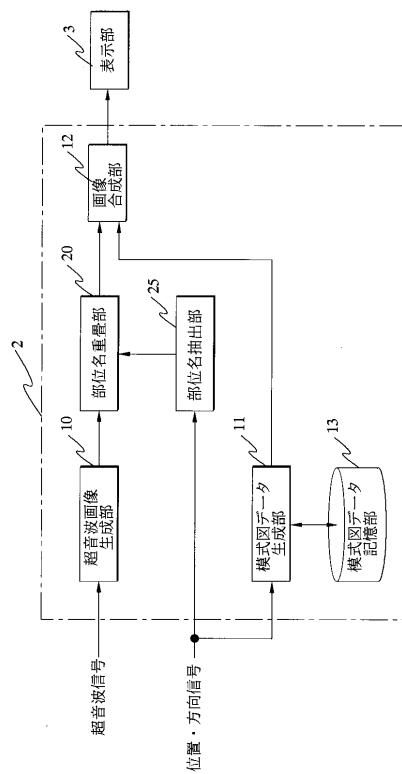 2
超音波信号
10
超音波画像
生成部
20
部位名重畳部
12
画像
合成部
3
表示部
位置・方向信号
25
部位名抽出部
11
模式図データ
生成部
13
模式図データ
記憶部